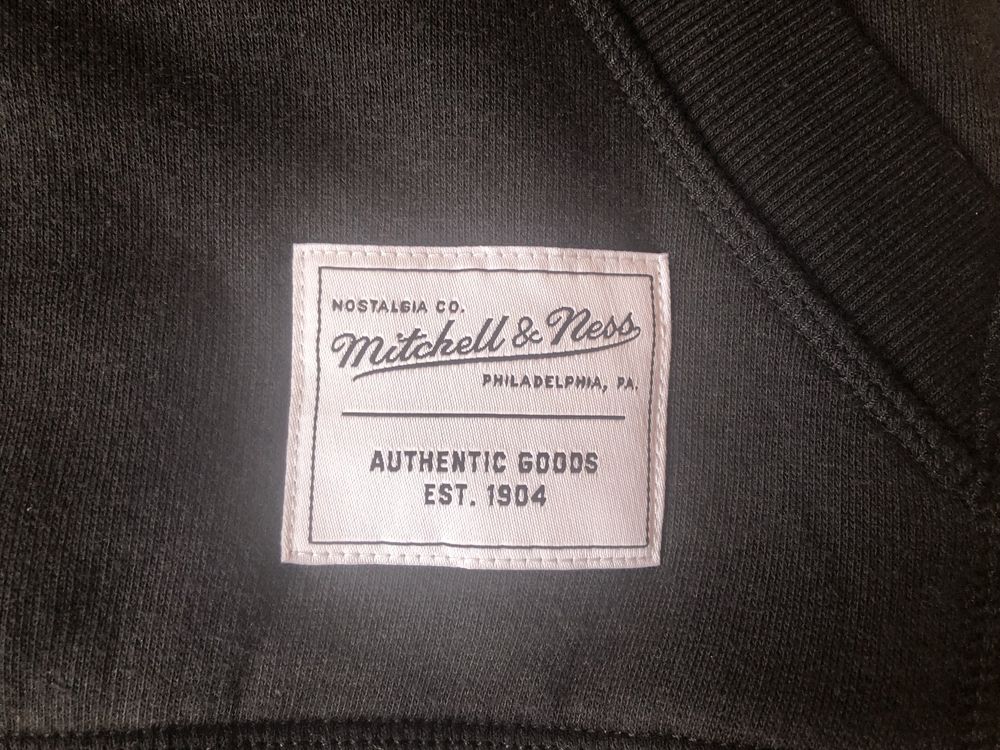 NOSTALGIA CO.
Mitchell & Ness
PHILADELPHIA, PA.
AUTHENTIC GOODS
EST. 1904